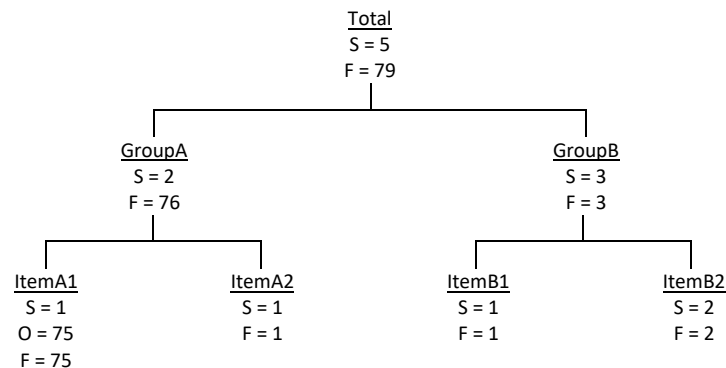 Total
S = 5
F = 79
GroupA
S = 2
F = 76
GroupB
S = 3
F = 3
ItemA1
S = 1
O = 75
F = 75
ItemA2
S = 1
F = 1
ItemB1
S = 1
F = 1
ItemB2
S = 2
F = 2